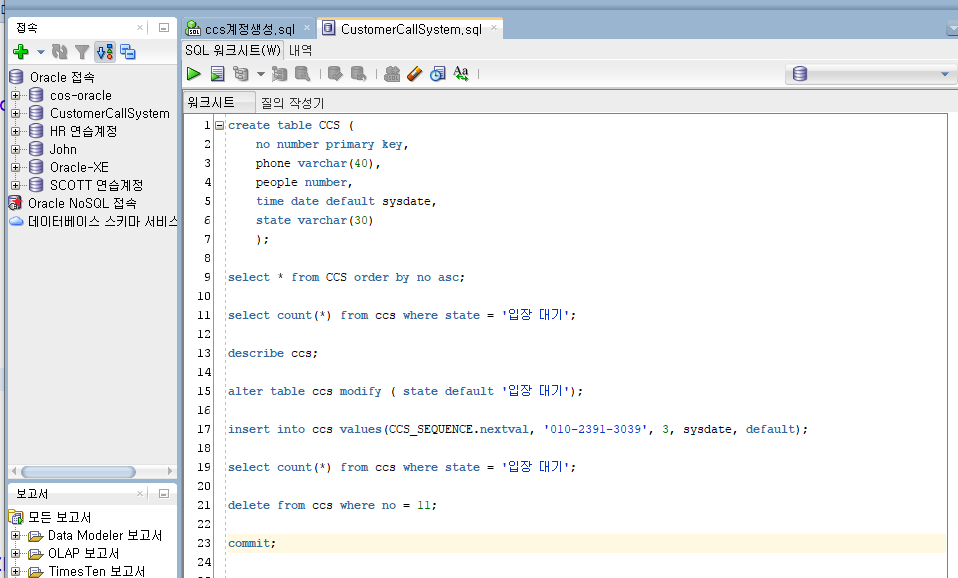 접속
ccs계정생성.sql
CustomerCallSystem.sql
SQL 워크시트(W) 내역
Oracle 접속
cos-oracle
CustomerCallSystem
HR 연습계정
John
Oracle-XE
SCOTT 연습계정
Oracle NoSQL 접속
데이터베이스 스키마 서비스
보고서
모든 보고서
Data Modeler 보고서
OLAP 보고서
TimesTen 보고서
워크시트 질의 작성기
1 create table CCS (
2 no number primary key,
3 phone varchar(40),
4 people number,
5 time date default sysdate,
6 state varchar(30)
7 );
8
9 select * from CCS order by no asc;
10
11 select count(*) from ccs where state = '입장 대기';
12
13 describe ccs;
14
15 alter table ccs modify ( state default '입장 대기');
16
17 insert into ccs values(CCS_SEQUENCE.nextval, '010-2391-3039', 3, sysdate, default);
18
19 select count(*) from ccs where state = '입장 대기';
20
21 delete from ccs where no = 11;
22
23 commit;
24